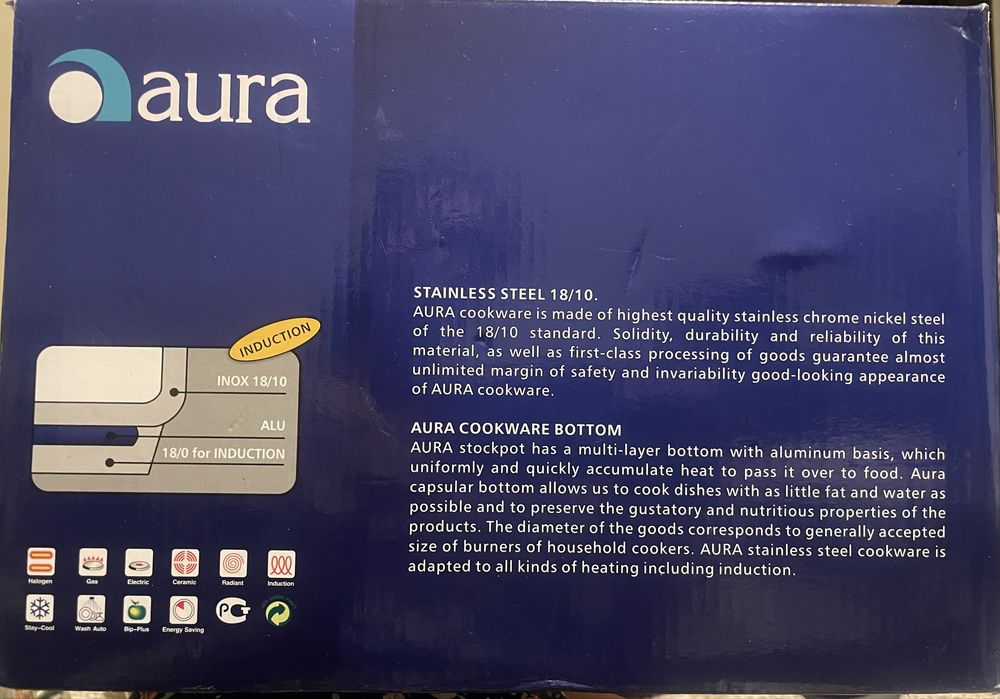 aura
INDUCTION
INOX 18/10
ALU
18/0 for INDUCTION
STAINLESS STEEL 18/10.
AURA cookware is made of highest quality stainless chrome nickel steel
of the 18/10 standard. Solidity, durability and reliability of this
material, as well as first-class processing of goods guarantee almost
unlimited margin of safety and invariability good-looking appearance
of AURA cookware.
AURA COOKWARE BOTTOM
AURA stockpot has a multi-layer bottom with aluminum basis, which
uniformly and quickly accumulate heat to pass it over to food. Aura
capsular bottom allows us to cook dishes with as little fat and water as
possible and to preserve the gustatory and nutritious properties of the
products. The diameter of the goods corresponds to generally accepted
size of burners of household cookers. AURA stainless steel cookware is
adapted to all kinds of heating including induction.
Halogen Gas Electric Ceramic Radiant Induction
Stay-Cool Wash Auto Bip-Plus Energy Saving